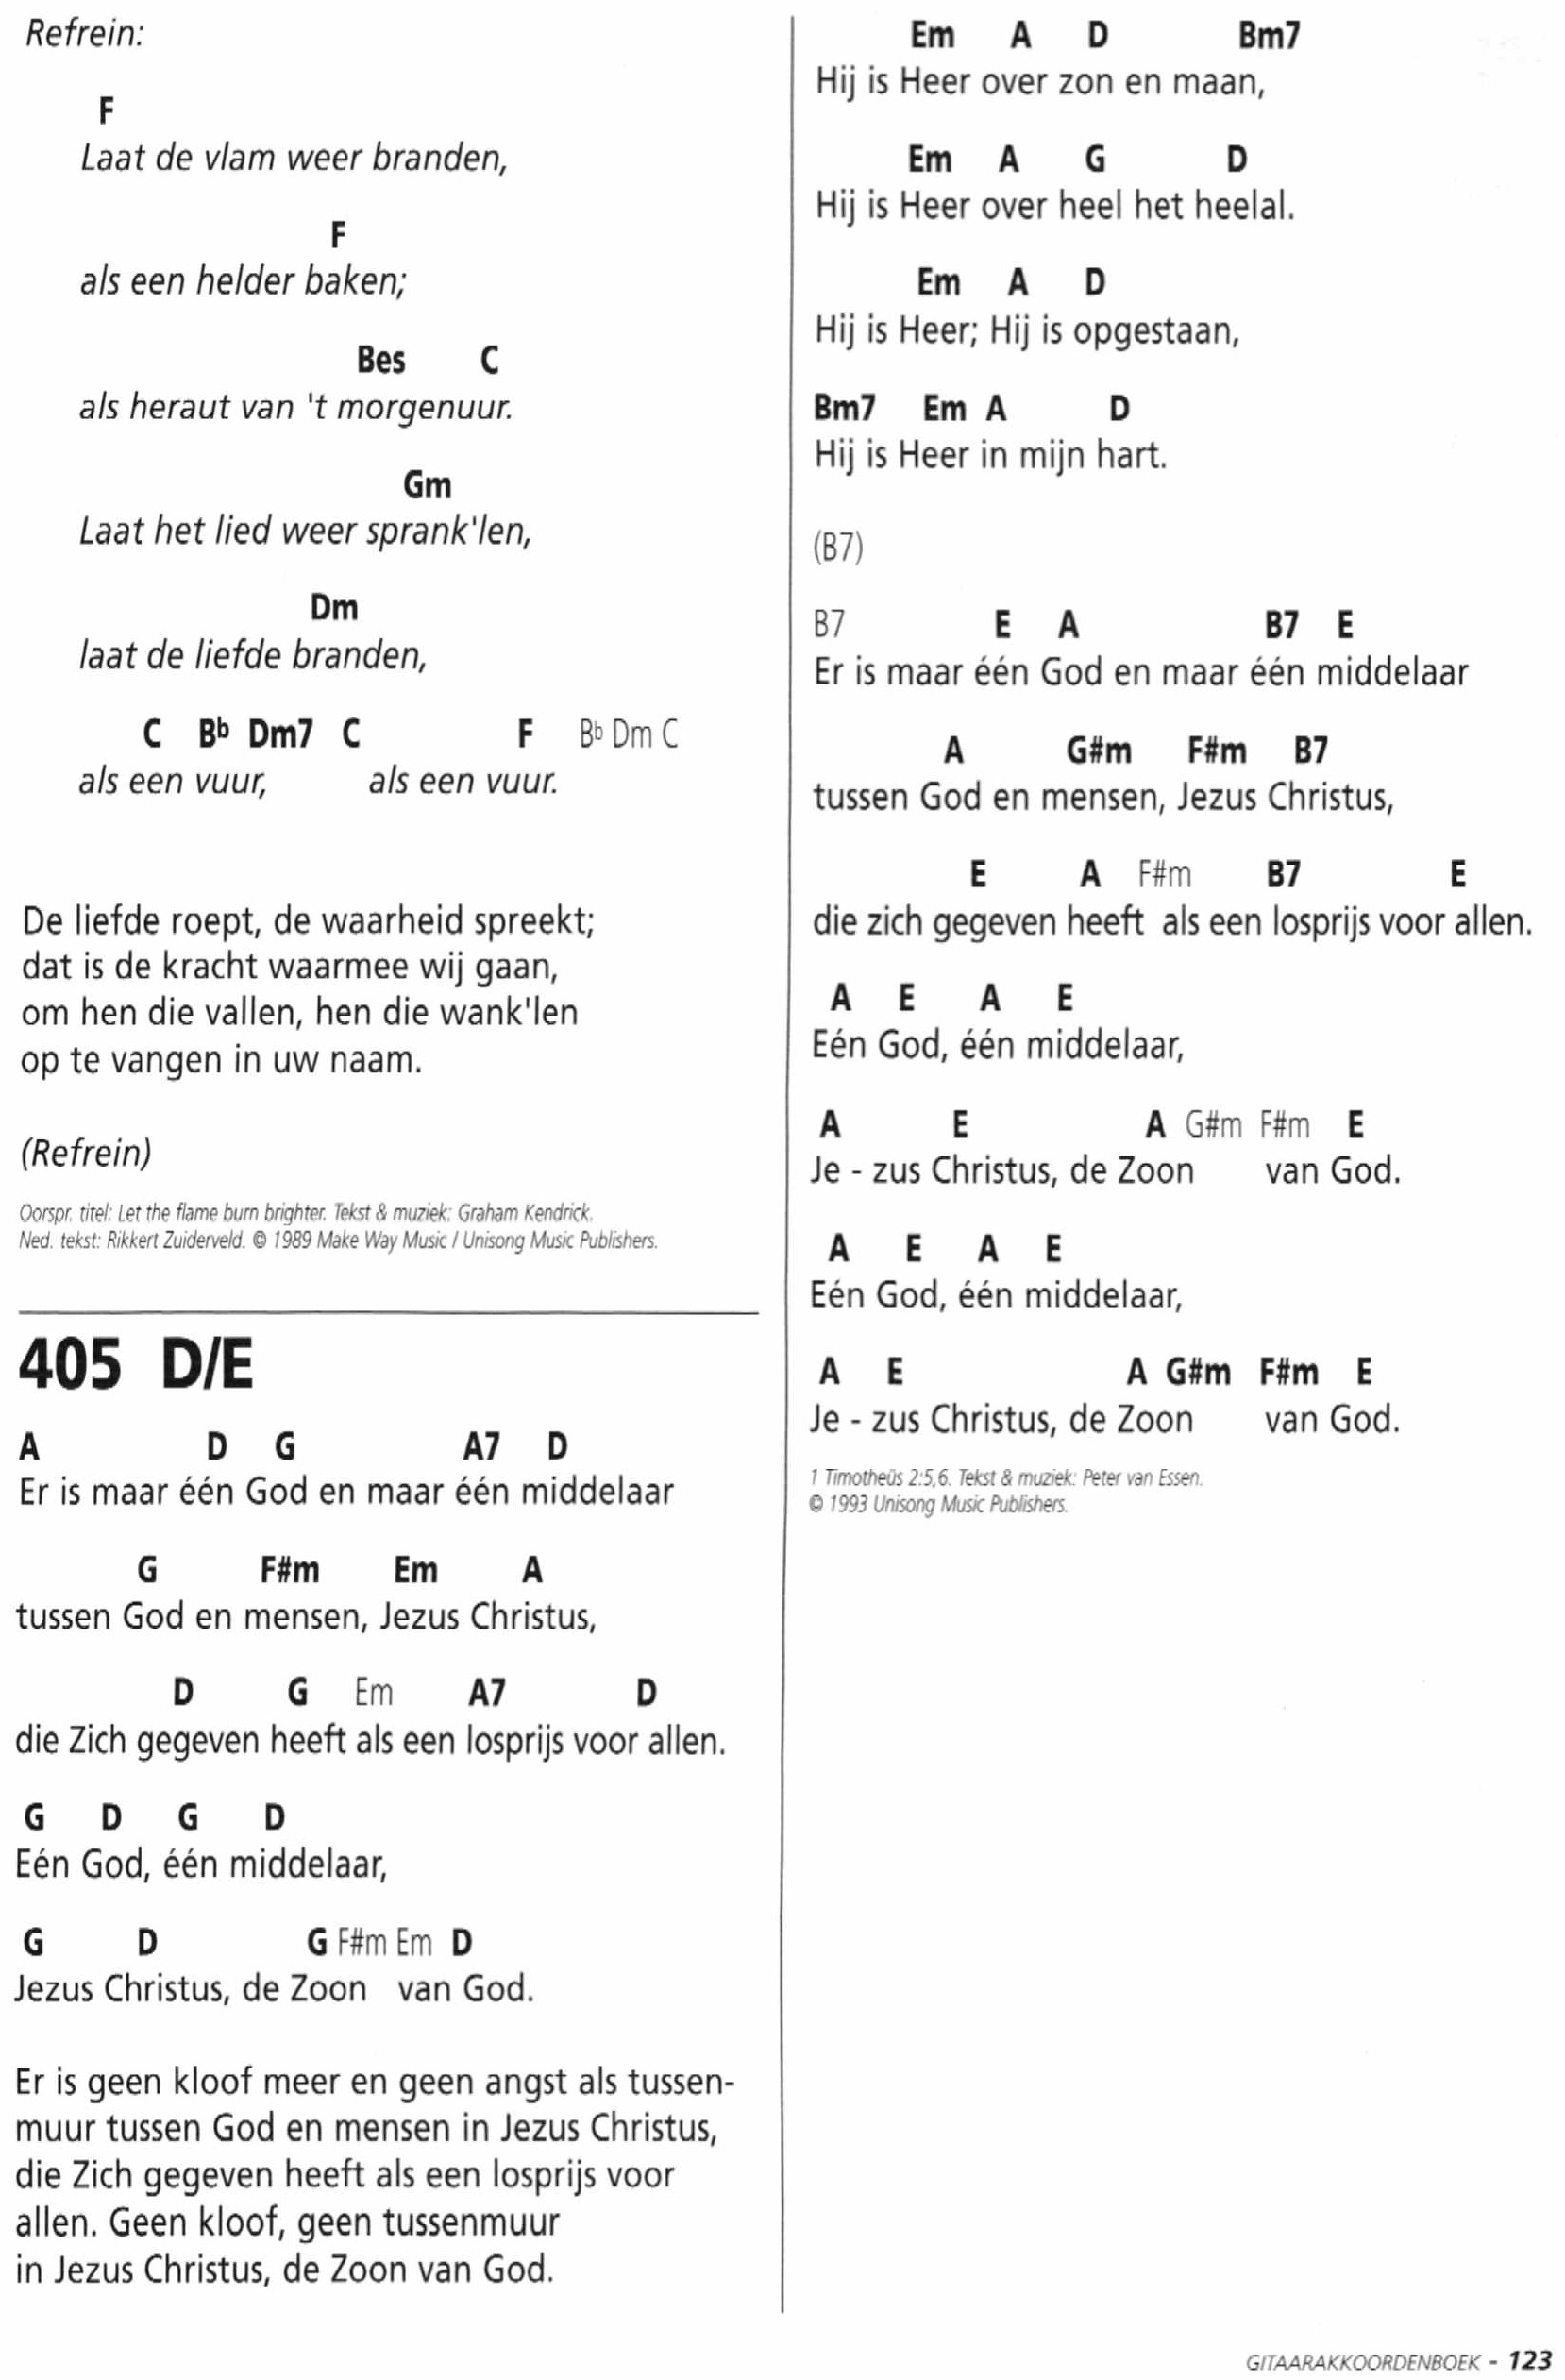 Refrein:
F
Laat de vlam weer branden,
F
als een helder baken;
Bes C
als heraut van 't morgenuur.
Gm
Laat het lied weer sprank'len,
Dm
laat de liefde branden,
C B♭ Dm7 C F B♭ Dm C
als een vuur, als een vuur.
De liefde roept, de waarheid spreekt;
dat is de kracht waarmee wij gaan,
om hen die vallen, hen die wank'len
op te vangen in uw naam.
(Refrein)
Oorspr. titel: Let the flame burn brighter. Tekst & muziek: Graham Kendrick.
Ned. tekst: Rikkert Zuiderveld. © 1989 Make Way Music / Unisong Music Publishers.
405 D/E
A D G A7 D
Er is maar één God en maar één middelaar
G F#m Em A
tussen God en mensen, Jezus Christus,
D G Em A7 D
die Zich gegeven heeft als een losprijs voor allen.
G D G D
Eén God, één middelaar,
G D G F#m Em D
Jezus Christus, de Zoon van God.
Er is geen kloof meer en geen angst als tussen-
muur tussen God en mensen in Jezus Christus,
die Zich gegeven heeft als een losprijs voor
allen. Geen kloof, geen tussenmuur
in Jezus Christus, de Zoon van God.
Em A D Bm7
Hij is Heer over zon en maan,
Em A G D
Hij is Heer over heel het heelal.
Em A D
Hij is Heer; Hij is opgestaan,
Bm7 Em A D
Hij is Heer in mijn hart.
(B7)
B7 E A B7 E
Er is maar één God en maar één middelaar
A G#m F#m B7
tussen God en mensen, Jezus Christus,
E A F#m B7 E
die zich gegeven heeft als een losprijs voor allen.
A E A E
Eén God, één middelaar,
A E A G#m F#m E
Je - zus Christus, de Zoon van God.
A E A E
Eén God, één middelaar,
A E A G#m F#m E
Je - zus Christus, de Zoon van God.
1 Timotheüs 2:5,6. Tekst & muziek: Peter van Essen.
© 1993 Unisong Music Publishers.
GITAARAKKOORDENBOEK - 123